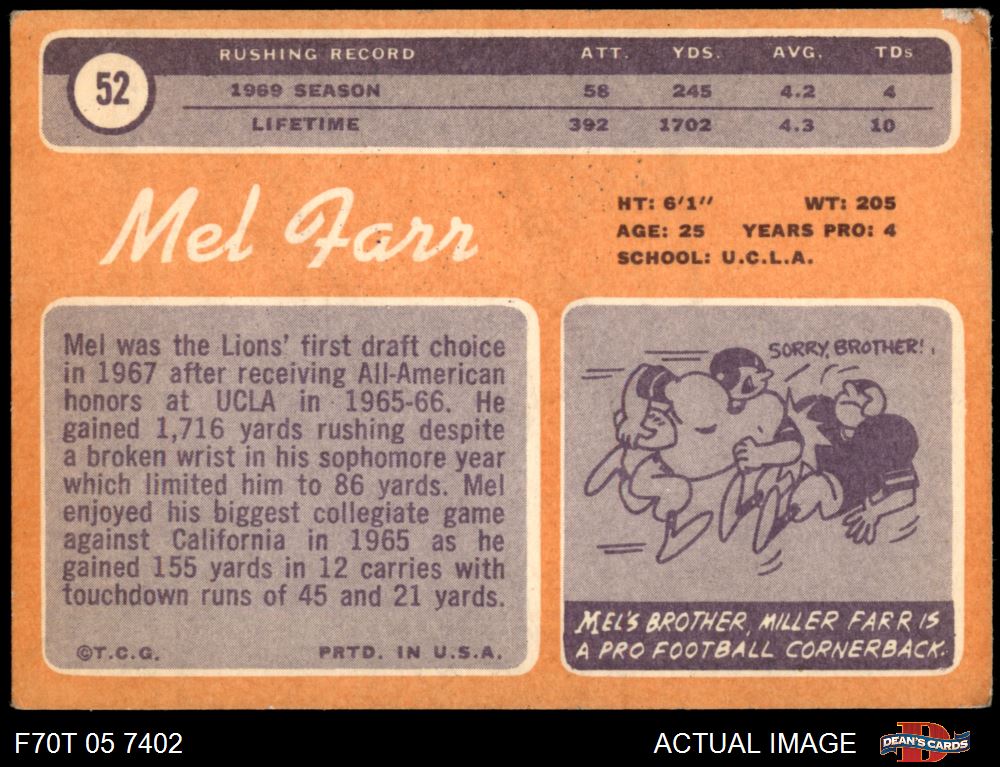 RUSHING RECORD ATT. YDS. AVG. TDs
52
1969 SEASON 58 245 4.2 4
LIFETIME 392 1702 4.3 10
Mel Farr
HT: 6'1" WT: 205
AGE: 25 YEARS PRO: 4
SCHOOL: U.C.L.A.
Mel was the Lions' first draft choice
in 1967 after receiving All-American
honors at UCLA in 1965-66. He
gained 1,716 yards rushing despite
a broken wrist in his sophomore year
which limited him to 86 yards. Mel
enjoyed his biggest collegiate game
against California in 1965 as he
gained 155 yards in 12 carries with
touchdown runs of 45 and 21 yards.
©T.C.G. PRTD. IN U.S.A.
SORRY, BROTHER!
MEL'S BROTHER, MILLER FARR IS
A PRO FOOTBALL CORNERBACK.
F70T 05 7402
ACTUAL IMAGE
D
DEAN'S CARDS